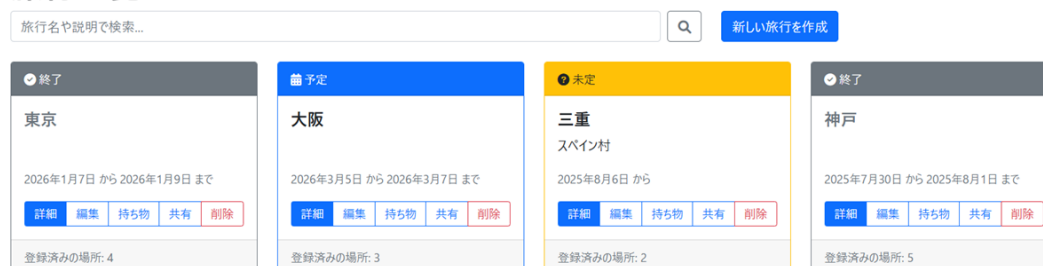 旅行名や説明で検索...
新しい旅行を作成
終了
東京
2026年1月7日 から 2026年1月9日 まで
詳細 編集 持ち物 共有 削除
登録済みの場所: 4
予定
大阪
2026年3月5日 から 2026年3月7日 まで
詳細 編集 持ち物 共有 削除
登録済みの場所: 3
未定
三重
スペイン村
2025年8月6日 から
詳細 編集 持ち物 共有 削除
登録済みの場所: 2
終了
神戸
2025年7月30日 から 2025年8月1日 まで
詳細 編集 持ち物 共有 削除
登録済みの場所: 5